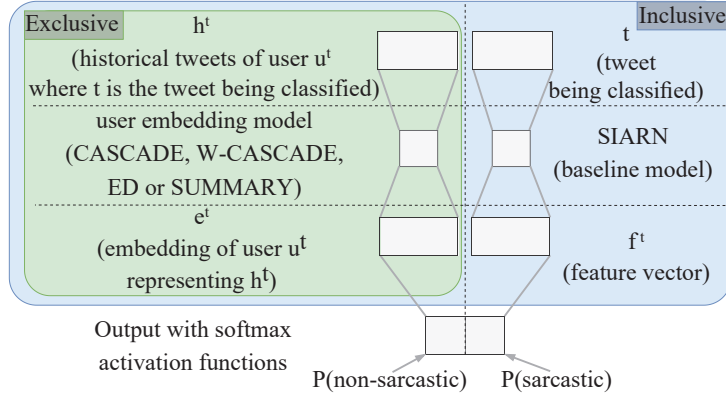 Exclusive
Inclusive
h^t
(historical tweets of user u^t
where t is the tweet being classified)
t
(tweet
being classified)
user embedding model
(CASCADE, W-CASCADE,
ED or SUMMARY)
SIARN
(baseline model)
e^t
(embedding of user u^t
representing h^t)
f^t
(feature vector)
Output with softmax
activation functions
P(non-sarcastic)
P(sarcastic)